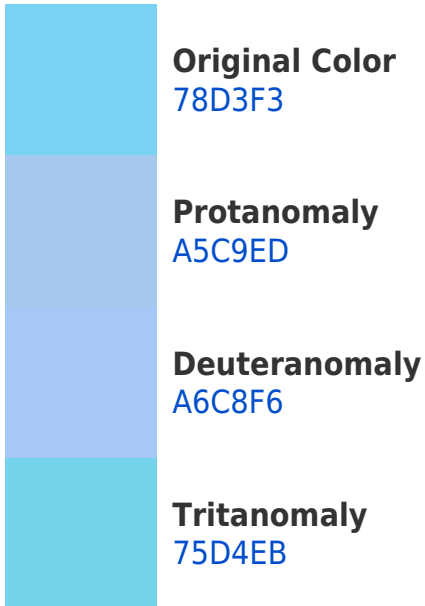 Original Color
78D3F3
Protanomaly
A5C9ED
Deuteranomaly
A6C8F6
Tritanomaly
75D4EB